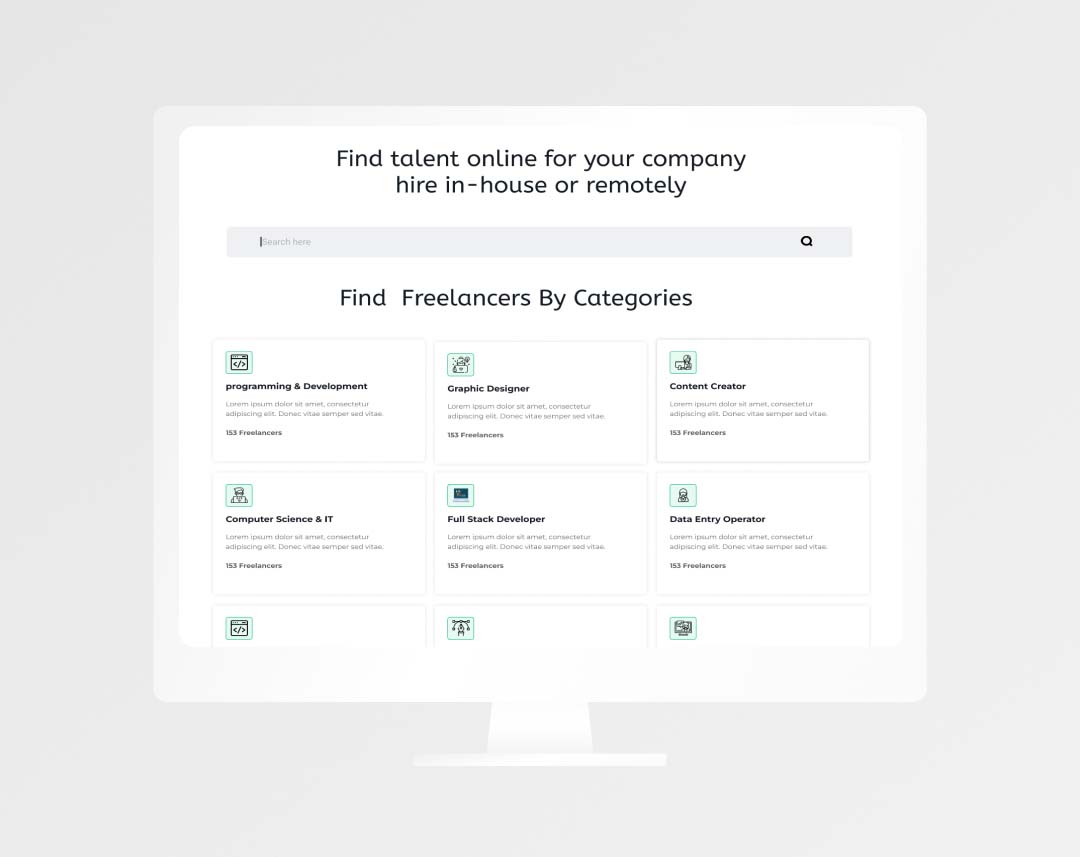 Find talent online for your company
hire in-house or remotely
Search here
Find  Freelancers By Categories
programming & Development
Lorem ipsum dolor sit amet, consectetur
adipiscing elit. Donec vitae semper sed vitae.
153 Freelancers
Graphic Designer
Lorem ipsum dolor sit amet, consectetur
adipiscing elit. Donec vitae semper sed vitae.
153 Freelancers
Content Creator
Lorem ipsum dolor sit amet, consectetur
adipiscing elit. Donec vitae semper sed vitae.
153 Freelancers
Computer Science & IT
Lorem ipsum dolor sit amet, consectetur
adipiscing elit. Donec vitae semper sed vitae.
153 Freelancers
Full Stack Developer
Lorem ipsum dolor sit amet, consectetur
adipiscing elit. Donec vitae semper sed vitae.
153 Freelancers
Data Entry Operator
Lorem ipsum dolor sit amet, consectetur
adipiscing elit. Donec vitae semper sed vitae.
153 Freelancers